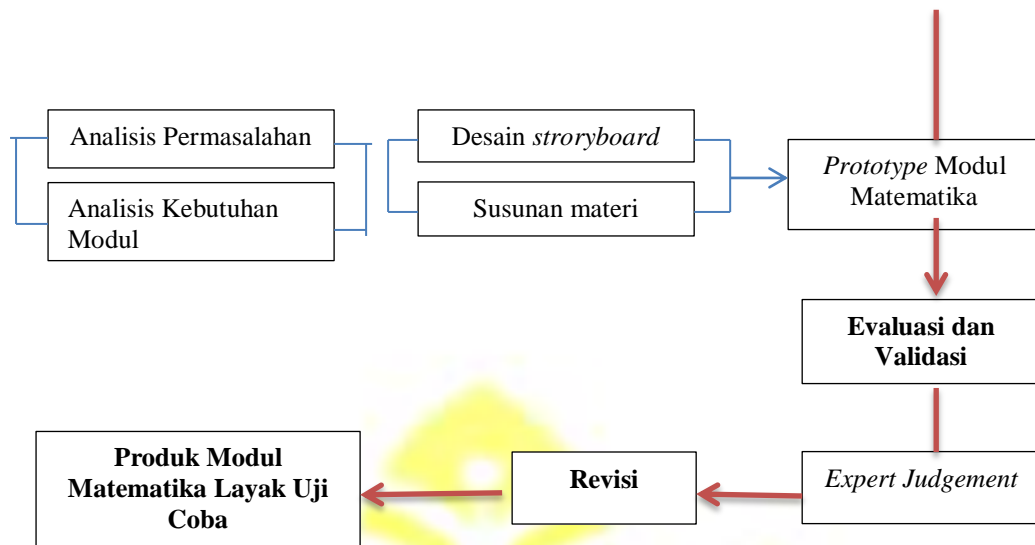 Analisis Permasalahan
Analisis Kebutuhan
Modul
Desain stroryboard
Susunan materi
Prototype Modul
Matematika
Evaluasi dan
Validasi
Expert Judgement
Revisi
Produk Modul
Matematika Layak Uji
Coba